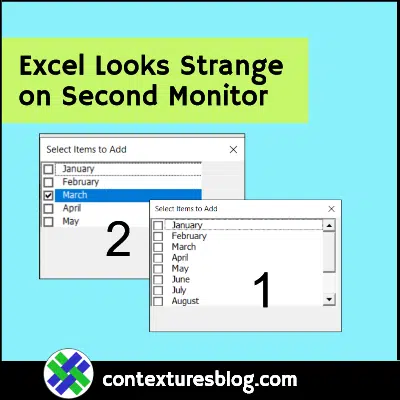 Excel Looks Strange
on Second Monitor
Select Items to Add
January
February
March
April
May
2
Select Items to Add
January
February
March
April
May
June
July
August
1
contexturesblog.com